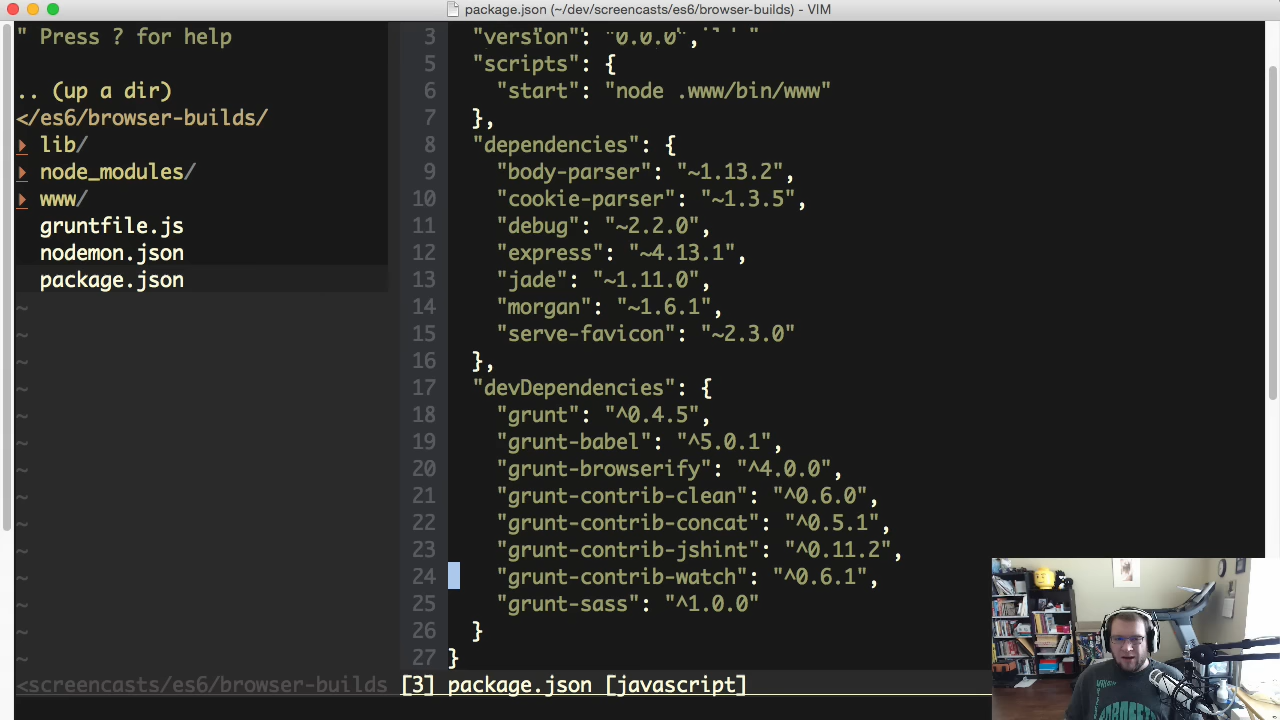 package.json (~/dev/screencasts/es6/browser-builds) - VIM
" Press ? for help
.. (up a dir)
</es6/browser-builds/
lib/
node_modules/
www/
gruntfile.js
nodemon.json
package.json
~
~
~
~
~
~
~
~
~
~
~
~
~
~
<screencasts/es6/browser-builds
3 "version": "0.0.0",
5 "scripts": {
6 "start": "node .www/bin/www"
7 },
8 "dependencies": {
9 "body-parser": "~1.13.2",
10 "cookie-parser": "~1.3.5",
11 "debug": "~2.2.0",
12 "express": "~4.13.1",
13 "jade": "~1.11.0",
14 "morgan": "~1.6.1",
15 "serve-favicon": "~2.3.0"
16 },
17 "devDependencies": {
18 "grunt": "^0.4.5",
19 "grunt-babel": "^5.0.1",
20 "grunt-browserify": "^4.0.0",
21 "grunt-contrib-clean": "^0.6.0",
22 "grunt-contrib-concat": "^0.5.1",
23 "grunt-contrib-jshint": "^0.11.2",
24 "grunt-contrib-watch": "^0.6.1",
25 "grunt-sass": "^1.0.0"
26 }
27 }
[3] package.json [javascript]